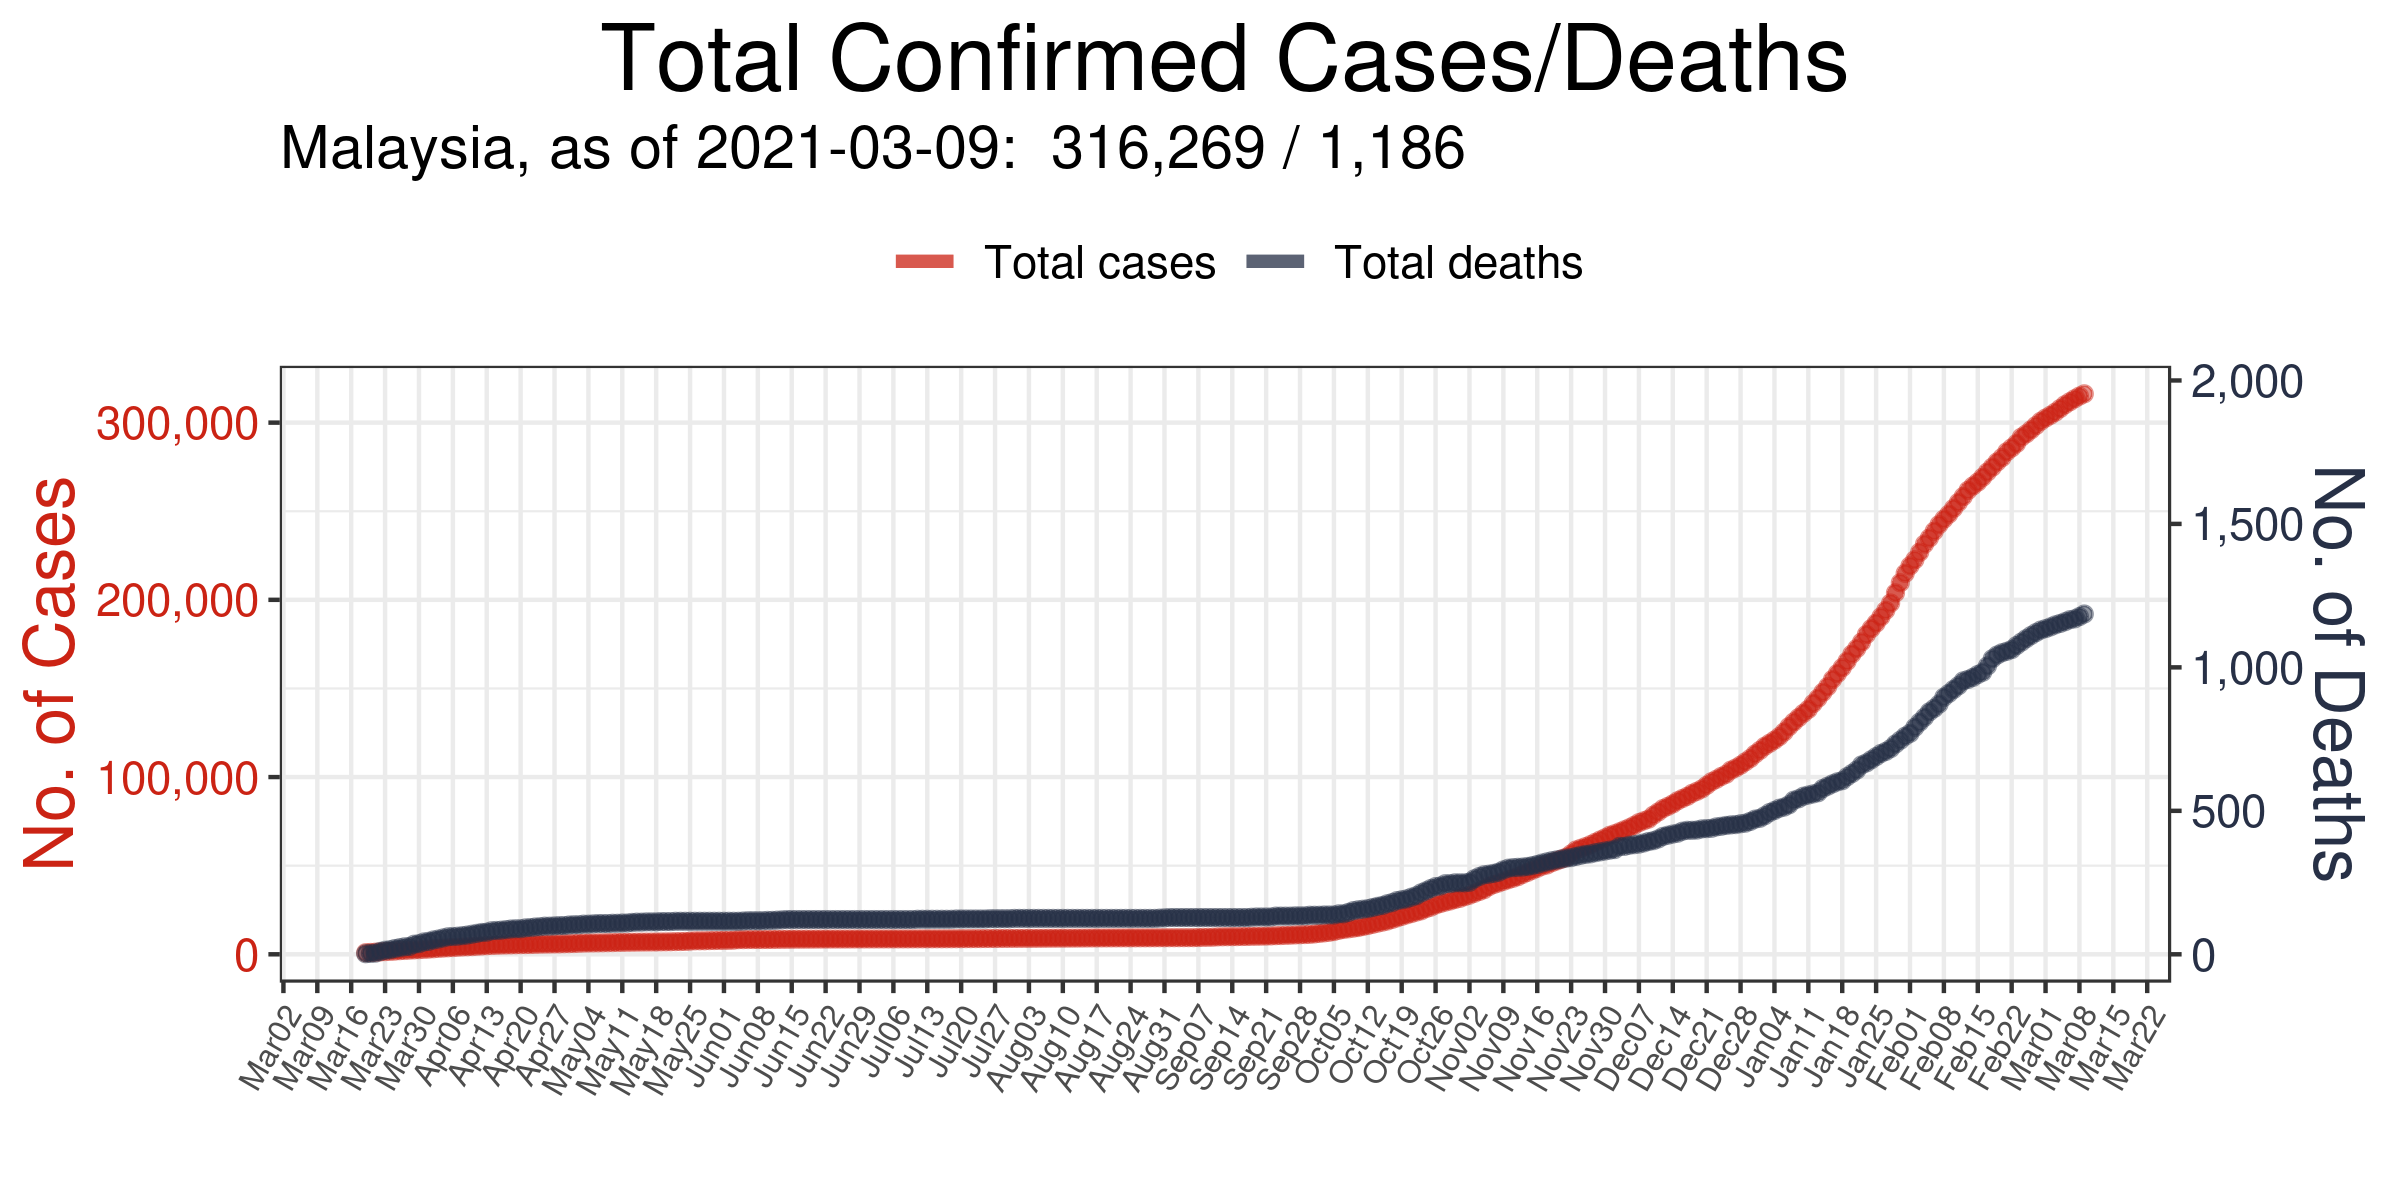 Total Confirmed Cases/Deaths
Malaysia, as of 2021-03-09:  316,269 / 1,186
Total cases
Total deaths
No. of Cases
300,000
200,000
100,000
0
2,000
1,500
1,000
500
0
No. of Deaths
Mar02
Mar09
Mar16
Mar23
Mar30
Apr06
Apr13
Apr20
Apr27
May04
May11
May18
May25
Jun01
Jun08
Jun15
Jun22
Jun29
Jul06
Jul13
Jul20
Jul27
Aug03
Aug10
Aug17
Aug24
Aug31
Sep07
Sep14
Sep21
Sep28
Oct05
Oct12
Oct19
Oct26
Nov02
Nov09
Nov16
Nov23
Nov30
Dec07
Dec14
Dec21
Dec28
Jan04
Jan11
Jan18
Jan25
Feb01
Feb08
Feb15
Feb22
Mar01
Mar08
Mar15
Mar22